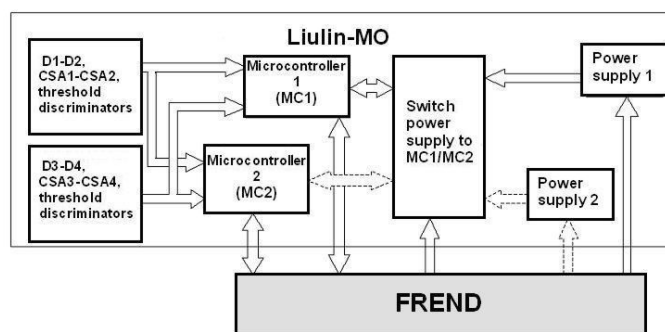 Liulin-MO
D1-D2,
CSA1-CSA2,
threshold
discriminators
Microcontroller
1
(MC1)
Switch
power
supply to
MC1/MC2
Power
supply 1
D3-D4,
CSA3-CSA4,
threshold
discriminators
Microcontroller
2
(MC2)
Power
supply 2
FREND